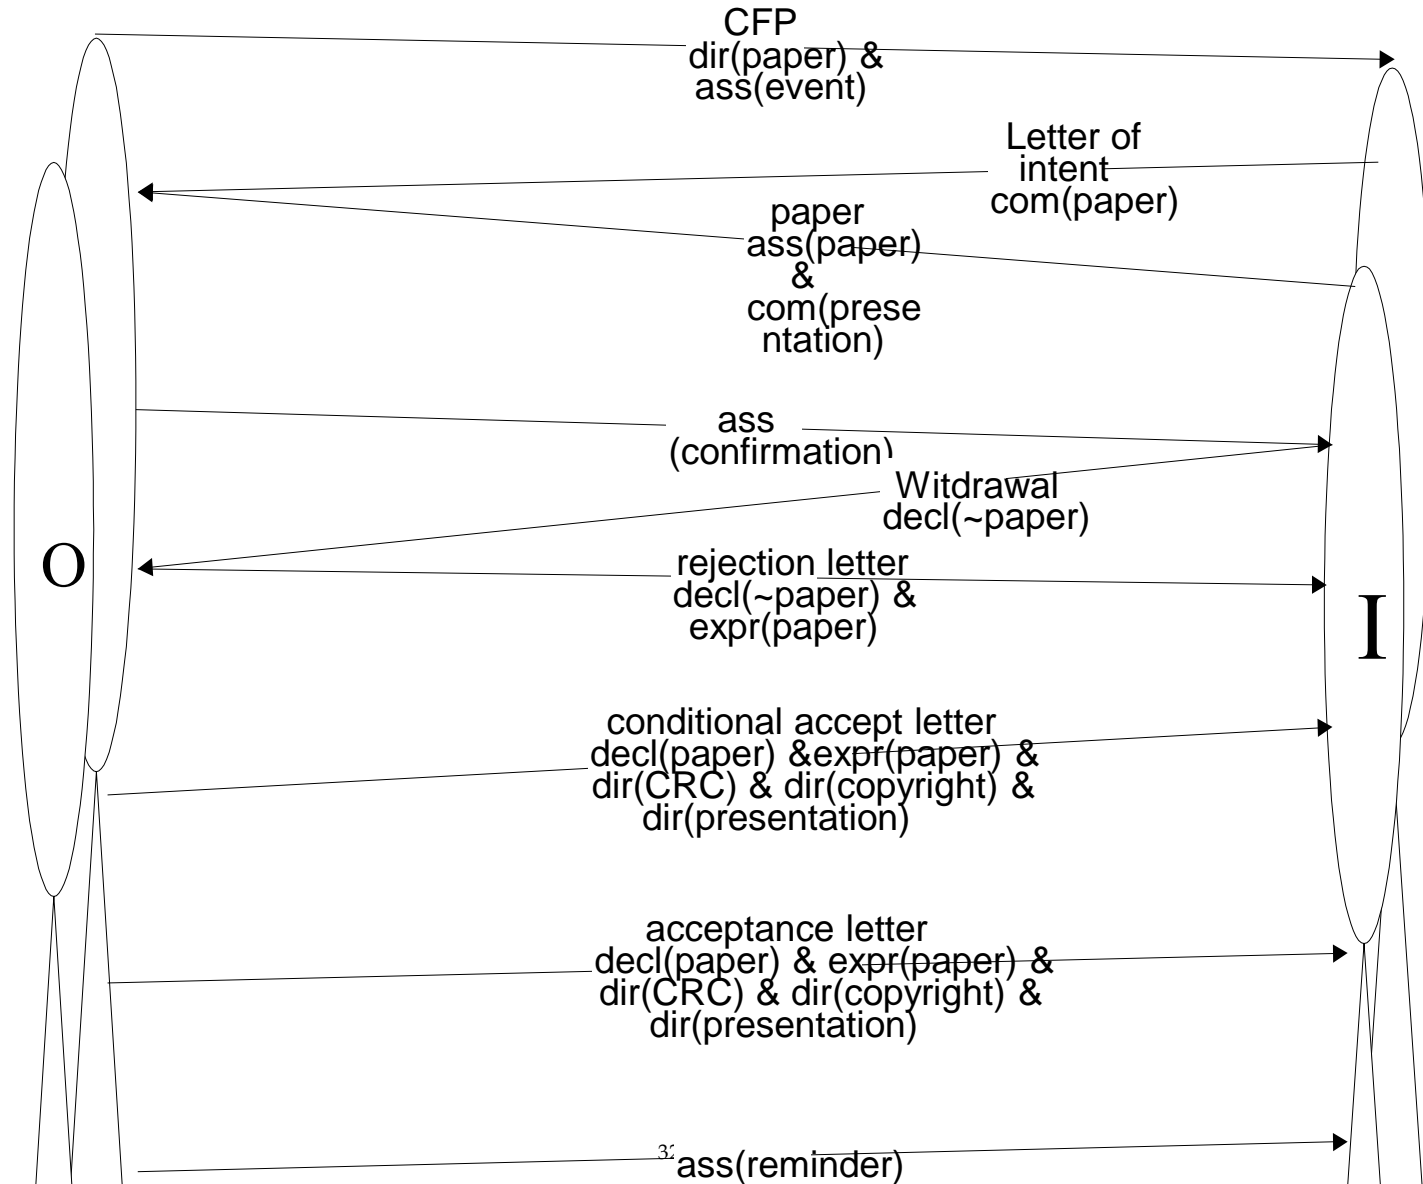 CFP
dir(paper) &
ass(event)
Letter of
intent
com(paper)
paper
ass(paper)
&
com(prese
ntation)
ass
(confirmation)
Witdrawal
decl(~paper)
O
rejection letter
decl(~paper) &
expr(paper)
I
conditional accept letter
decl(paper) &expr(paper) &
dir(CRC) & dir(copyright) &
dir(presentation)
acceptance letter
decl(paper) & expr(paper) &
dir(CRC) & dir(copyright) &
dir(presentation)
32
ass(reminder)